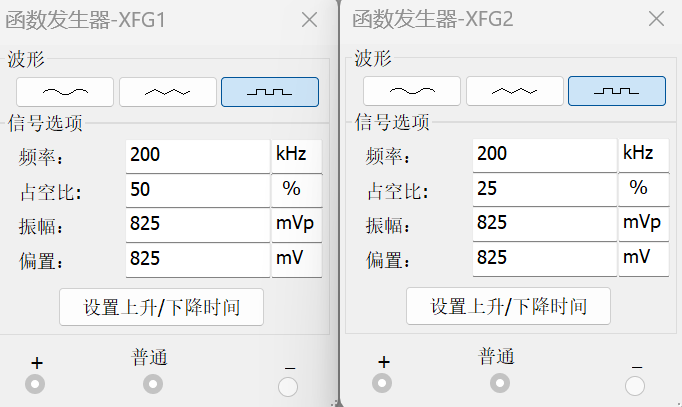 函数发生器-XFG1
波形
信号选项
频率： 200 kHz
占空比: 50 %
振幅： 825 mVp
偏置： 825 mV
设置上升/下降时间
+ 普通 −
函数发生器-XFG2
波形
信号选项
频率： 200 kHz
占空比: 25 %
振幅： 825 mVp
偏置： 825 mV
设置上升/下降时间
+ 普通 −